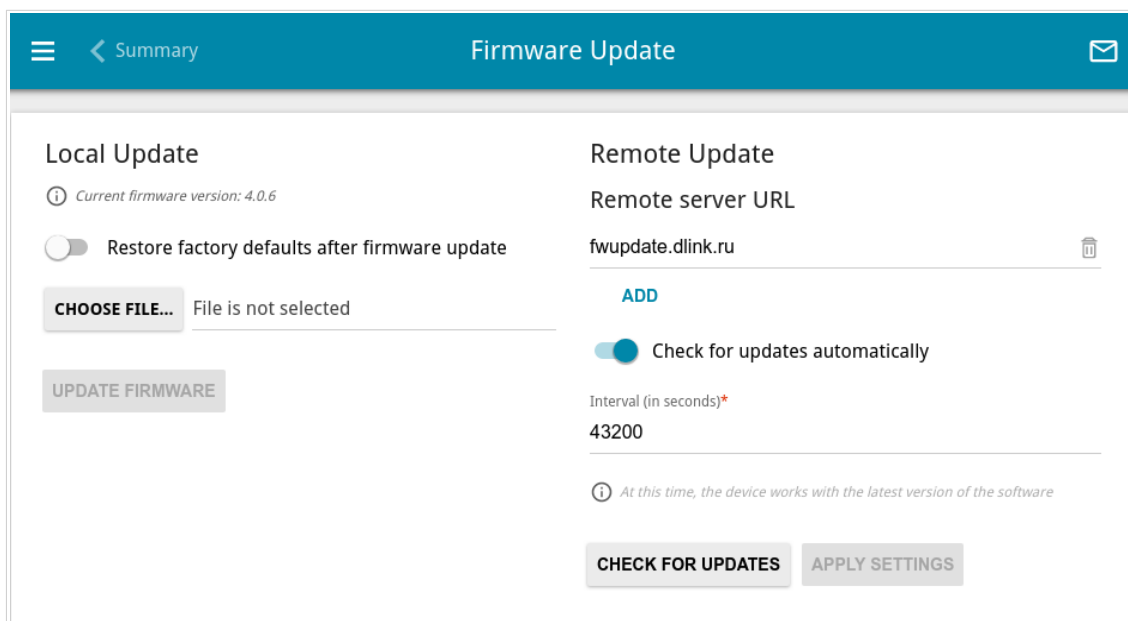 Summary
Firmware Update
Local Update
Current firmware version: 4.0.6
Restore factory defaults after firmware update
CHOOSE FILE...
File is not selected
UPDATE FIRMWARE
Remote Update
Remote server URL
fwupdate.dlink.ru
ADD
Check for updates automatically
Interval (in seconds)*
43200
At this time, the device works with the latest version of the software
CHECK FOR UPDATES
APPLY SETTINGS